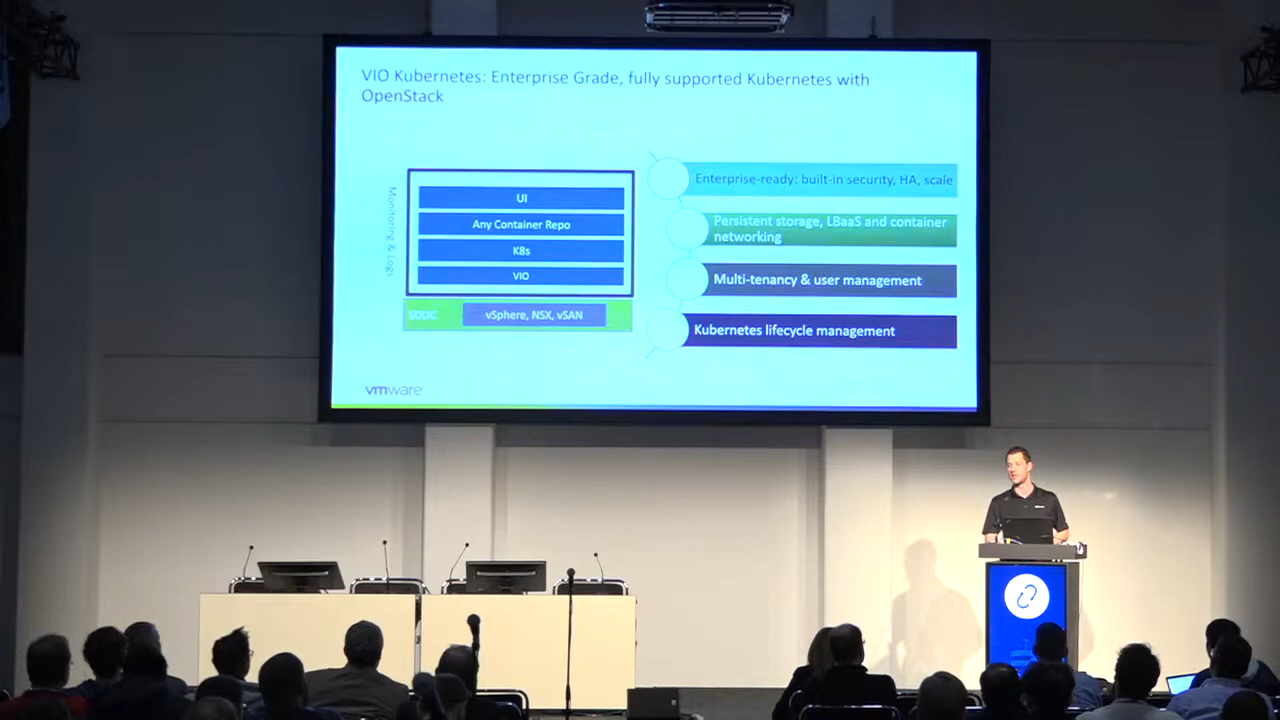 VIO Kubernetes: Enterprise Grade, fully supported Kubernetes with
OpenStack
Monitoring & Logs
UI
Any Container Repo
K8s
VIO
SDDC
vSphere, NSX, vSAN
Enterprise-ready: built-in security, HA, scale
Persistent storage, LBaaS and container
networking
Multi-tenancy & user management
Kubernetes lifecycle management
vmware